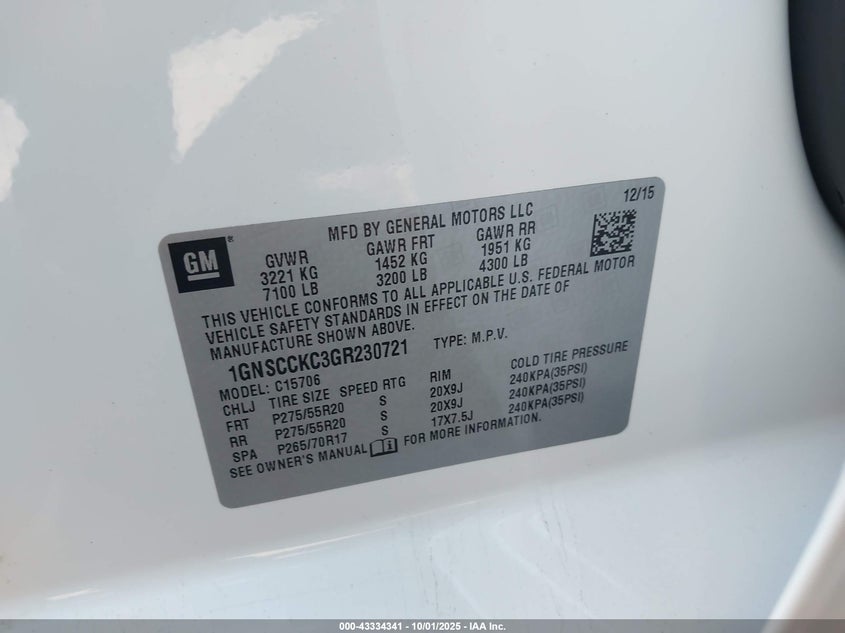 12/15
MFD BY GENERAL MOTORS LLC
GM®
GVWR GAWR FRT GAWR RR
3221 KG 1452 KG 1951 KG
7100 LB 3200 LB 4300 LB
THIS VEHICLE CONFORMS TO ALL APPLICABLE U.S. FEDERAL MOTOR
VEHICLE SAFETY STANDARDS IN EFFECT ON THE DATE OF
MANUFACTURE SHOWN ABOVE.
1GNSCCKC3GR230721 TYPE: M.P.V.
MODEL: C15706
CHLJ TIRE SIZE SPEED RTG RIM COLD TIRE PRESSURE
FRT P275/55R20 S 20X9J 240KPA(35PSI)
RR P275/55R20 S 20X9J 240KPA(35PSI)
SPA P265/70R17 S 17X7.5J 240KPA(35PSI)
SEE OWNER'S MANUAL FOR MORE INFORMATION.
000-43334341 | 10/01/2025 - IAA Inc.